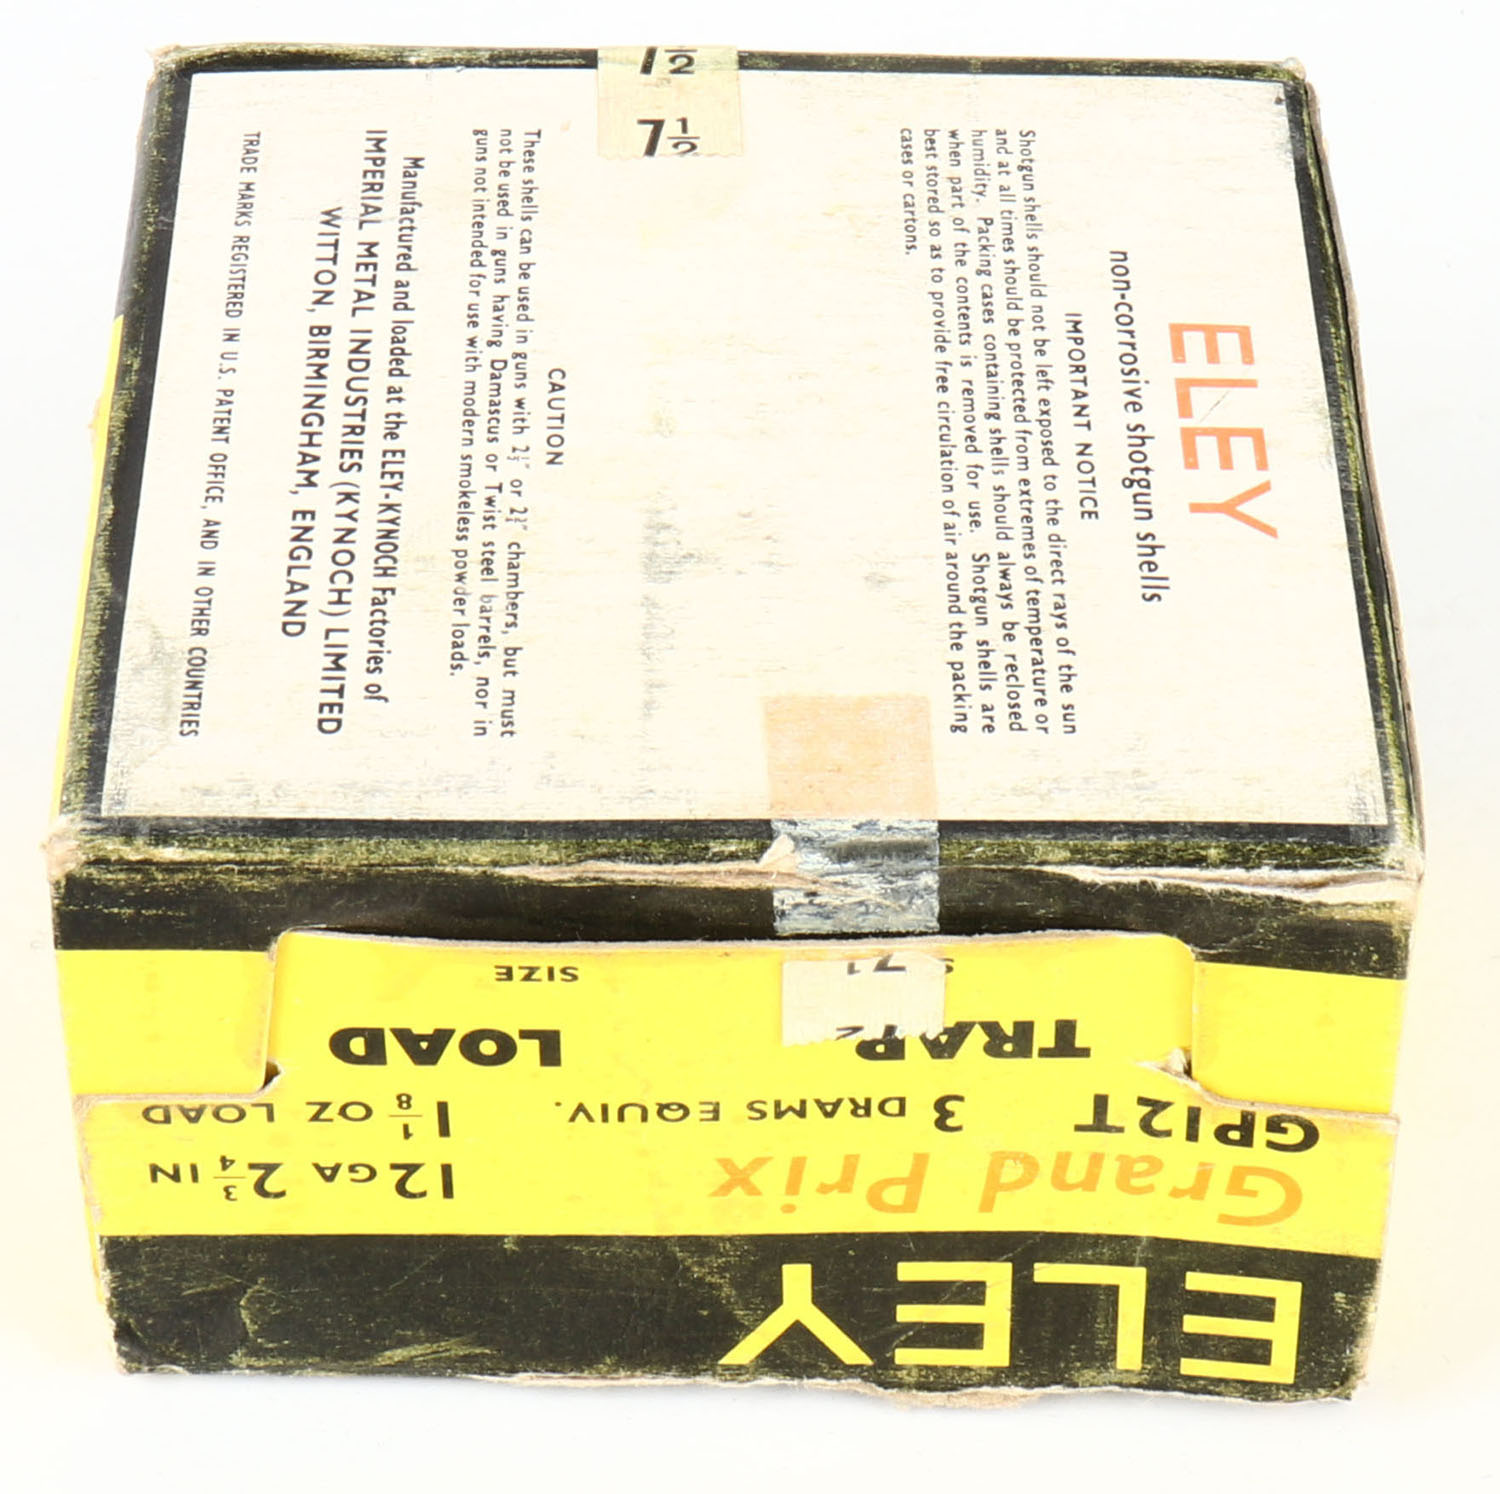 ELEY
non-corrosive shotgun shells
IMPORTANT NOTICE
Shotgun shells should not be left exposed to the direct rays of the sun
and at all times should be protected from extremes of temperature or
humidity. Packing cases containing shells should always be reclosed
when part of the contents is removed for use. Shotgun shells are
best stored so as to provide free circulation of air around the packing
cases or cartons.
7½
7½
CAUTION
These shells can be used in guns with 2½" or 2¾" chambers, but must
not be used in guns having Damascus or Twist steel barrels, nor in
guns not intended for use with modern smokeless powder loads.
Manufactured and loaded at the ELEY-KYNOCH Factories of
IMPERIAL METAL INDUSTRIES (KYNOCH) LIMITED
WITTON, BIRMINGHAM, ENGLAND
TRADE MARKS REGISTERED IN U.S. PATENT OFFICE, AND IN OTHER COUNTRIES
ELEY
Grand Prix 12 GA 2¾ IN
GP12T 3 DRAMS EQUIV. 1⅛ OZ LOAD
TRAP LOAD
SIZE